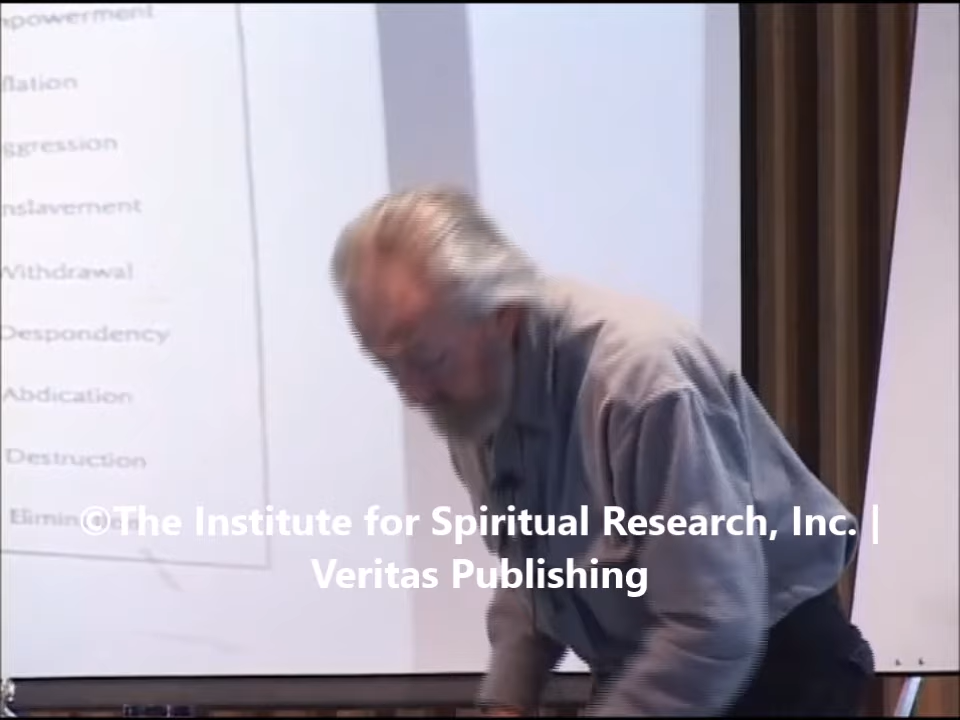 mpowerment
flation
ggression
nslavement
Withdrawal
Despondency
Abdication
Destruction
©The Institute for Spiritual Research, Inc. |
Veritas Publishing